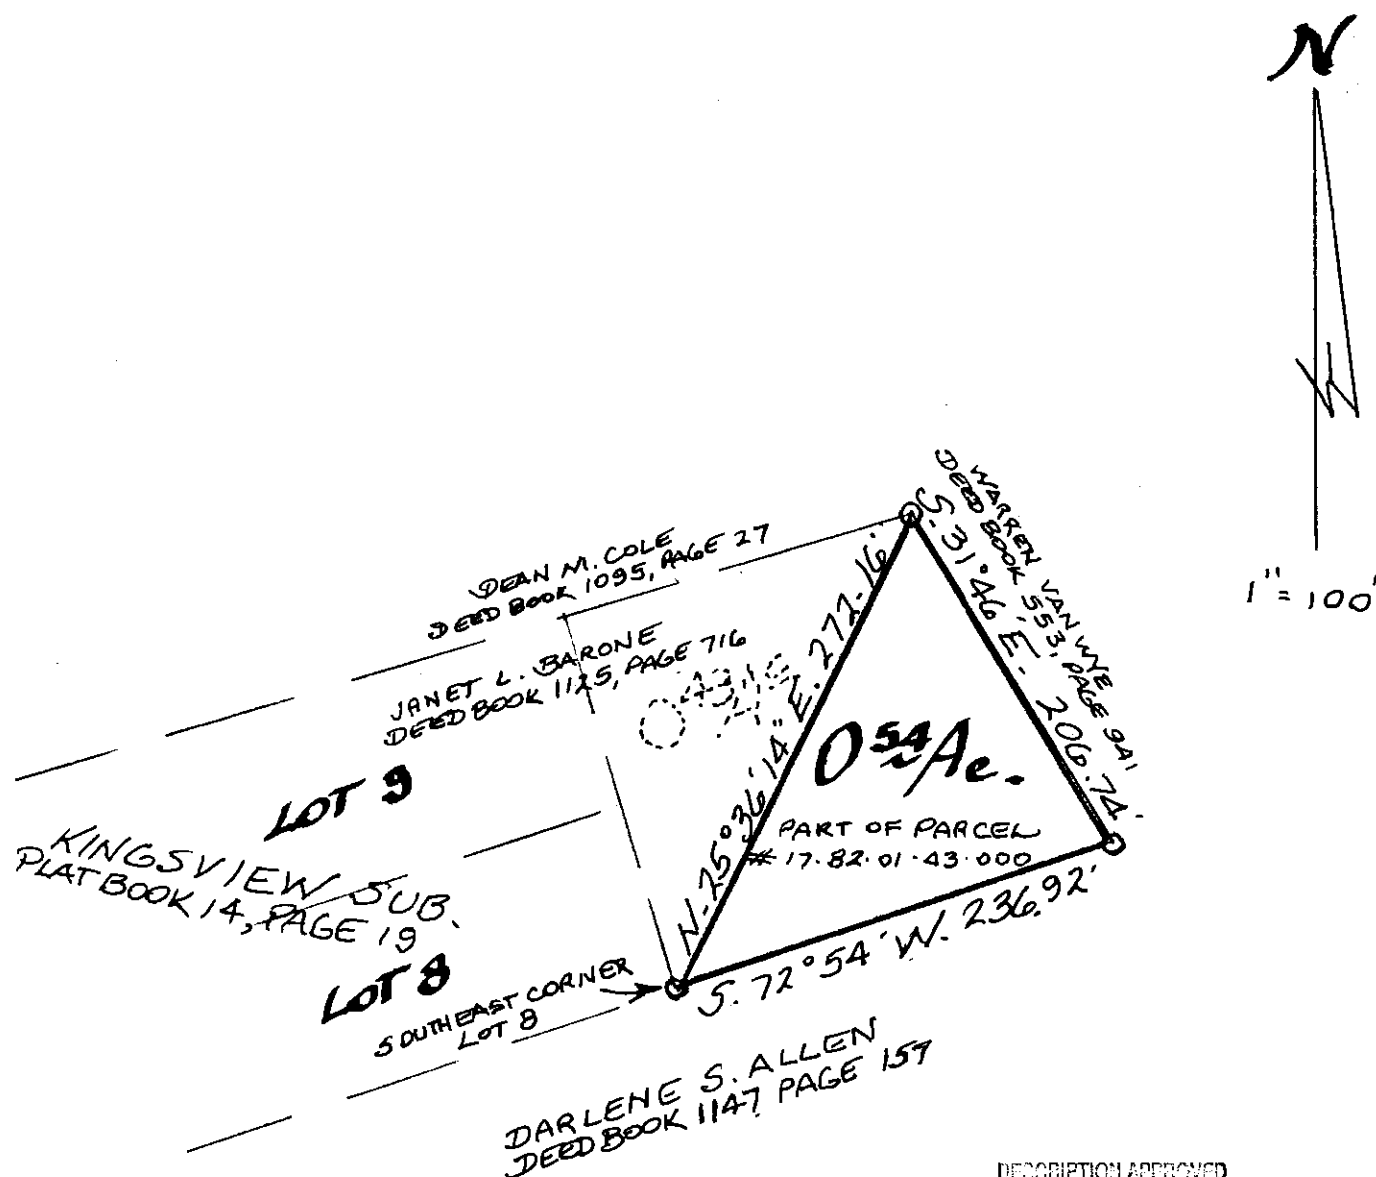 N
1" = 100'
DEAN M. COLE
DEED BOOK 1095, PAGE 27
WARREN VAN WYE
DEED BOOK 553, PAGE 941
JANET L. BARONE
DEED BOOK 1125, PAGE 716
S. 31°46' E. 206.74'
N. 25°36'14" E. 272.16'
0.54 Ac.
PART OF PARCEL
# 17.82.01.43.000
LOT 9
KINGSVIEW SUB.
PLAT BOOK 14, PAGE 19
LOT 8
SOUTHEAST CORNER
LOT 8
S. 72°54' W. 236.92'
DARLENE S. ALLEN
DEED BOOK 1147 PAGE 157
DESCRIPTION APPROVED